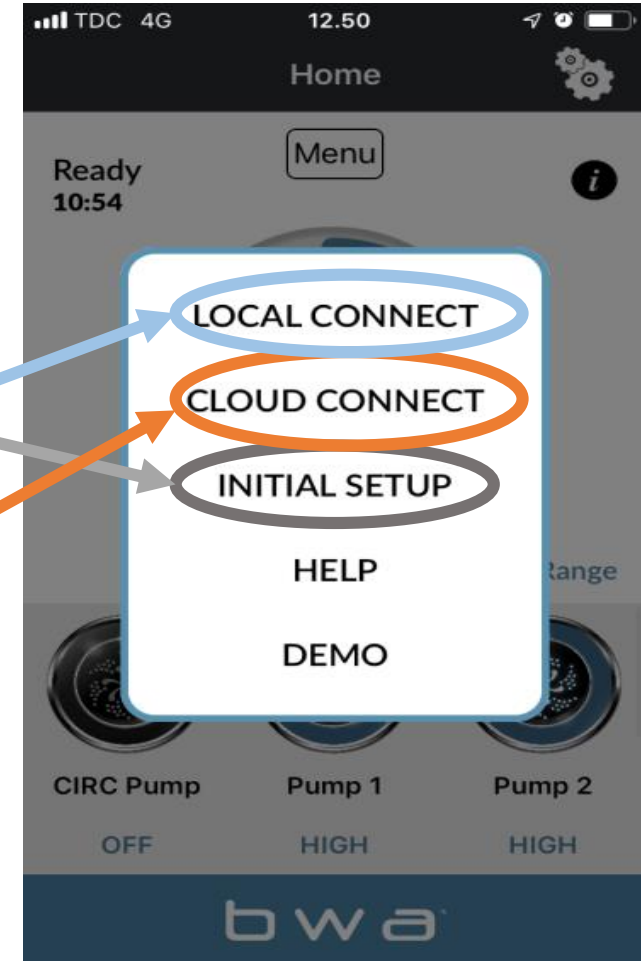 TDC 4G 12.50
Home
Menu
Ready
10:54
i
LOCAL CONNECT
CLOUD CONNECT
INITIAL SETUP
HELP
Range
DEMO
CIRC Pump Pump 1 Pump 2
OFF HIGH HIGH
bwa